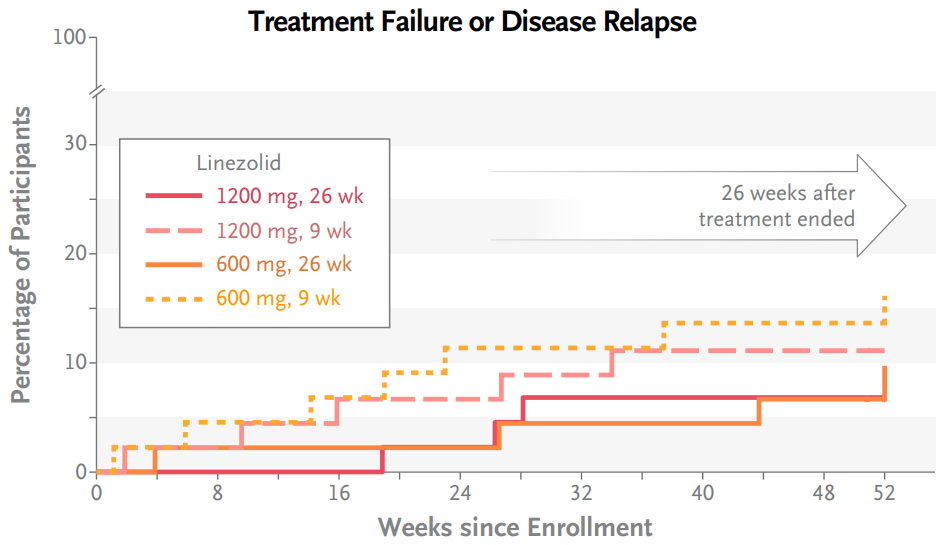 Treatment Failure or Disease Relapse
Percentage of Participants
100
30
20
10
0
Linezolid
1200 mg, 26 wk
1200 mg, 9 wk
600 mg, 26 wk
600 mg, 9 wk
26 weeks after
treatment ended
0 8 16 24 32 40 48 52
Weeks since Enrollment